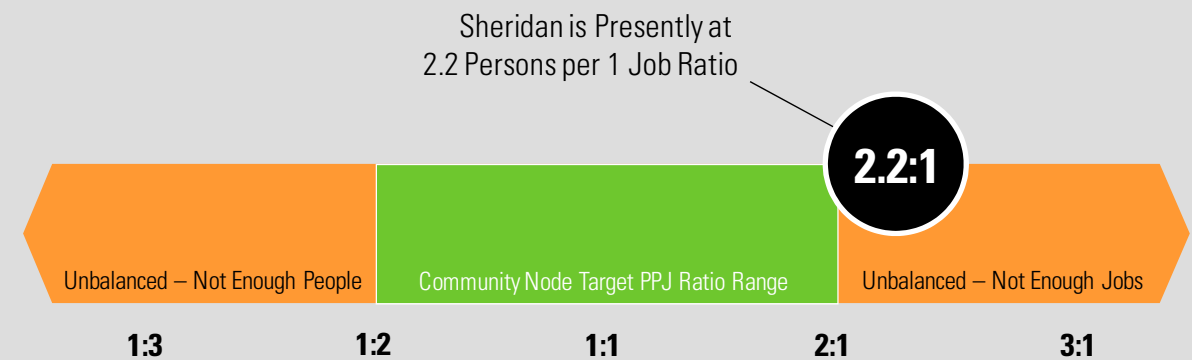 Sheridan is Presently at
2.2 Persons per 1 Job Ratio
2.2:1
Unbalanced – Not Enough People
Community Node Target PPJ Ratio Range
Unbalanced – Not Enough Jobs
1:3
1:2
1:1
2:1
3:1